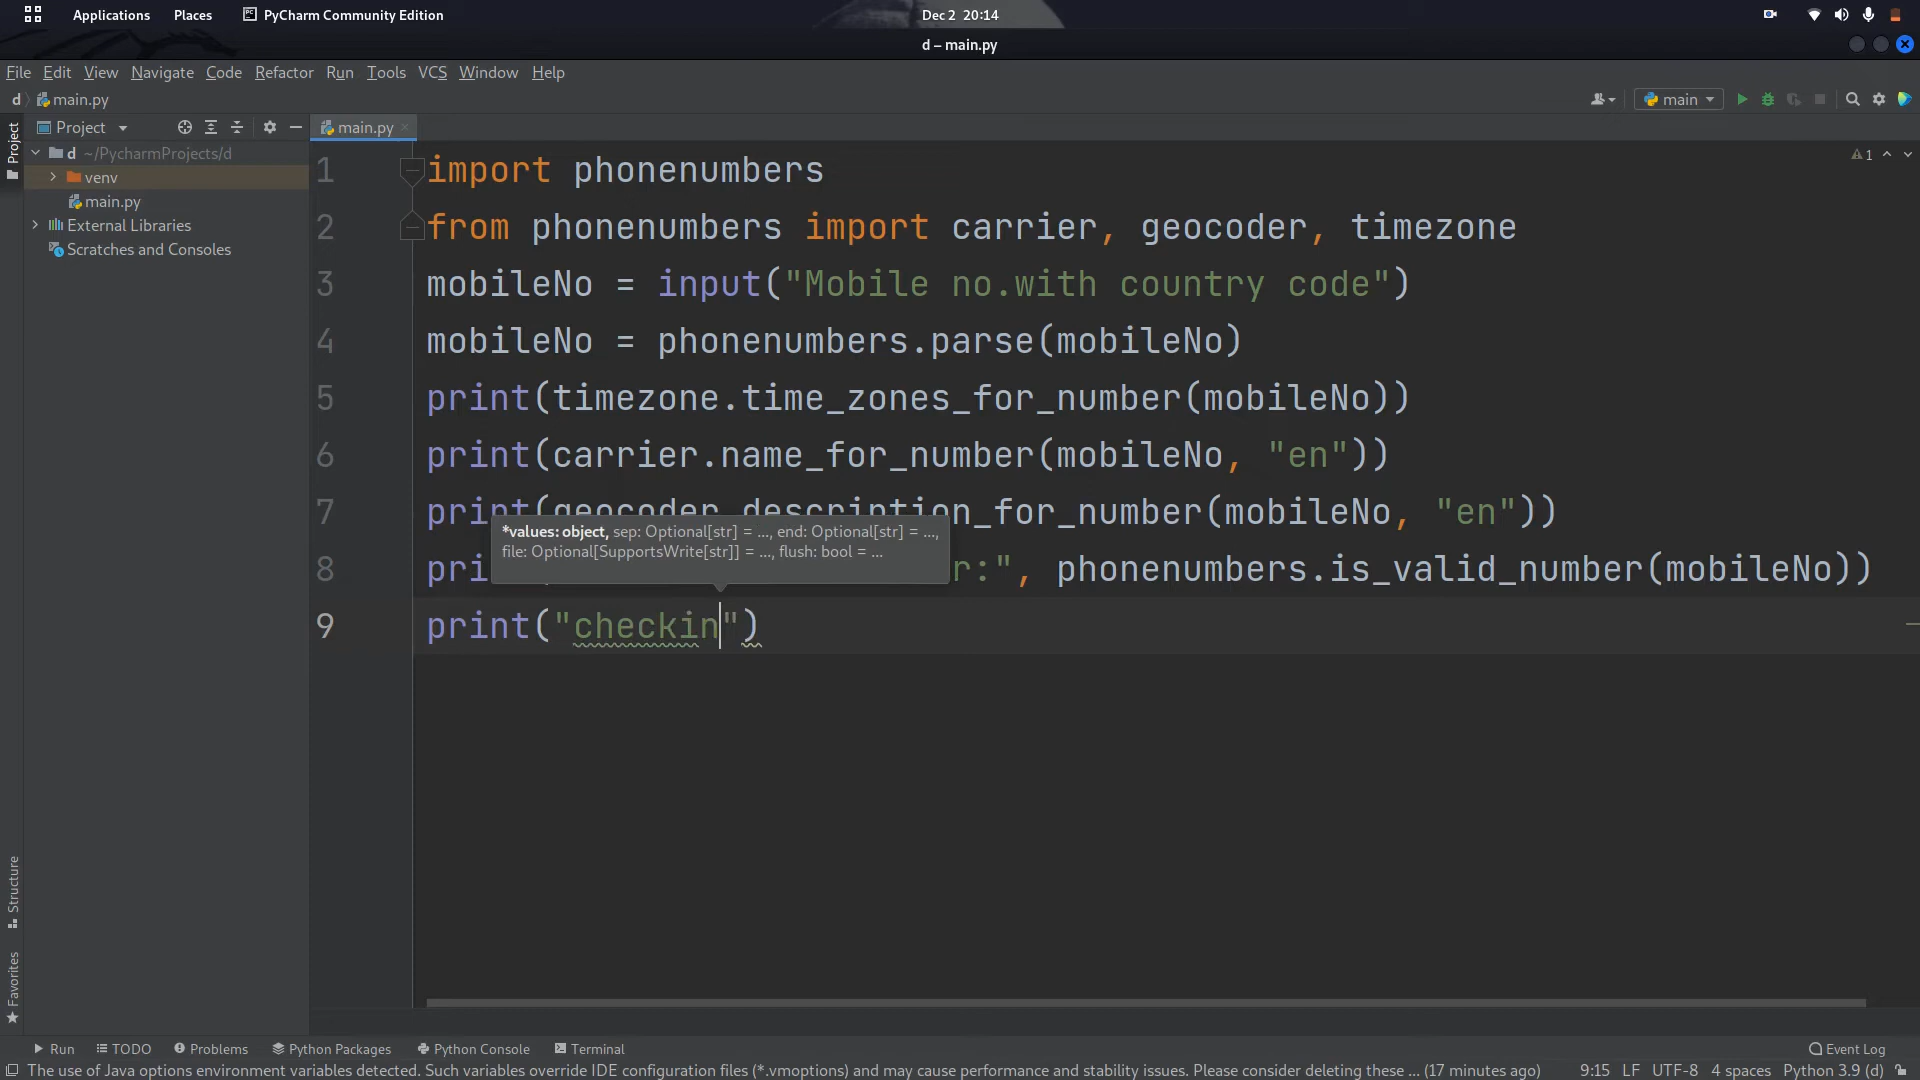 Applications Places PyCharm Community Edition Dec 2 20:14
d – main.py
File Edit View Navigate Code Refactor Run Tools VCS Window Help
d main.py main
Project main.py
d ~/PycharmProjects/d
venv
main.py
External Libraries
Scratches and Consoles
Project
Structure
Favorites
1
1 import phonenumbers
2 from phonenumbers import carrier, geocoder, timezone
3 mobileNo = input("Mobile no.with country code")
4 mobileNo = phonenumbers.parse(mobileNo)
5 print(timezone.time_zones_for_number(mobileNo))
6 print(carrier.name_for_number(mobileNo, "en"))
7 print(geocoder.description_for_number(mobileNo, "en"))
*values: object, sep: Optional[str] = ..., end: Optional[str] = ...,
file: Optional[SupportsWrite[str]] = ..., flush: bool = ...
8 pri r:", phonenumbers.is_valid_number(mobileNo))
9 print("checkin")
Run TODO Problems Python Packages Python Console Terminal Event Log
The use of Java options environment variables detected. Such variables override IDE configuration files (*.vmoptions) and may cause performance and stability issues. Please consider deleting these ... (17 minutes ago) 9:15 LF UTF-8 4 spaces Python 3.9 (d)